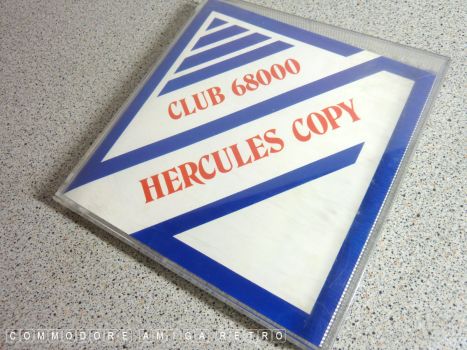 CLUB 68000
HERCULES COPY
COMMODORE AMIGA RETRO